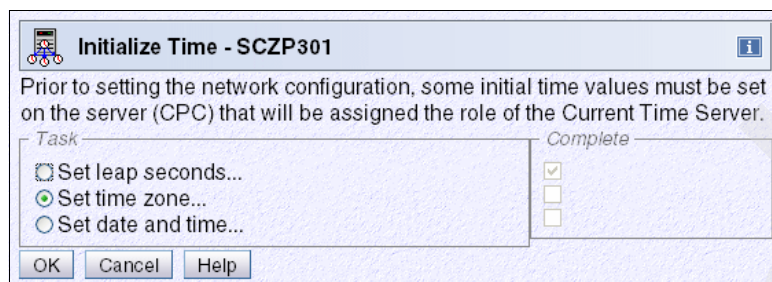 Initialize Time - SCZP301
i
Prior to setting the network configuration, some initial time values must be set
on the server (CPC) that will be assigned the role of the Current Time Server.
Task
Complete
Set leap seconds...
Set time zone...
Set date and time...
OK Cancel Help